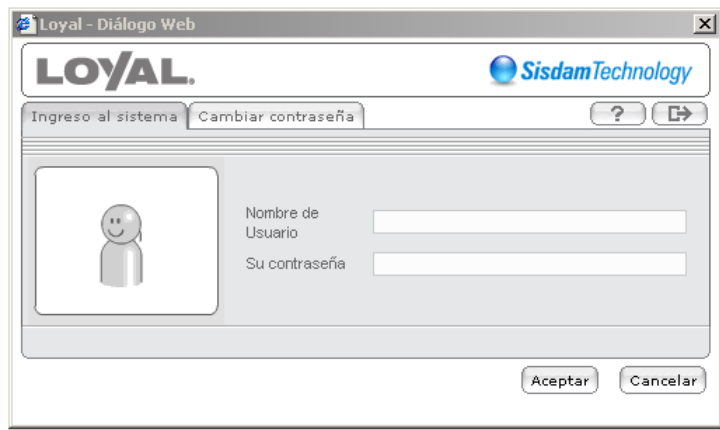 Loyal - Diálogo Web
LOYAL.
SisdamTechnology
Ingreso al sistema
Cambiar contraseña
?
Nombre de
Usuario
Su contraseña
Aceptar
Cancelar